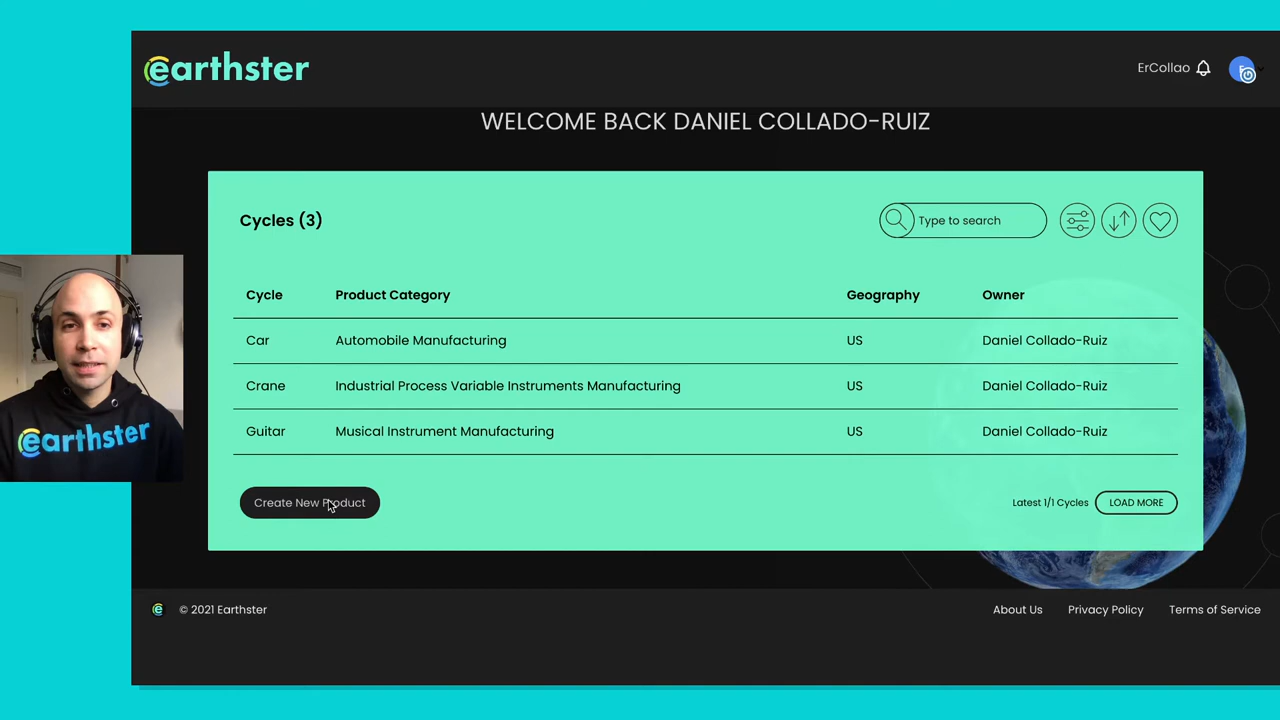 earthster
ErCollao
WELCOME BACK DANIEL COLLADO-RUIZ
Cycles (3)
Type to search
Cycle Product Category Geography Owner
Car Automobile Manufacturing US Daniel Collado-Ruiz
Crane Industrial Process Variable Instruments Manufacturing US Daniel Collado-Ruiz
Guitar Musical Instrument Manufacturing US Daniel Collado-Ruiz
earthster
Create New Product
Latest 1/1 Cycles LOAD MORE
© 2021 Earthster
About Us Privacy Policy Terms of Service